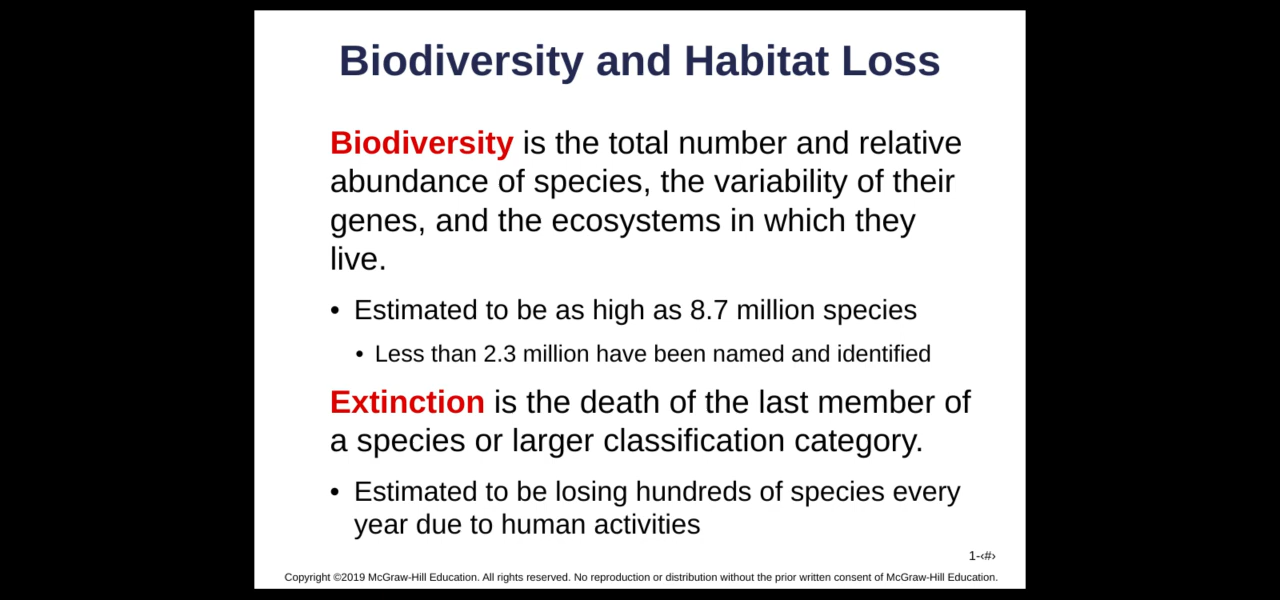 Biodiversity and Habitat Loss
Biodiversity is the total number and relative
abundance of species, the variability of their
genes, and the ecosystems in which they
live.
• Estimated to be as high as 8.7 million species
• Less than 2.3 million have been named and identified
Extinction is the death of the last member of
a species or larger classification category.
• Estimated to be losing hundreds of species every
year due to human activities
1-‹#›
Copyright ©2019 McGraw-Hill Education. All rights reserved. No reproduction or distribution without the prior written consent of McGraw-Hill Education.